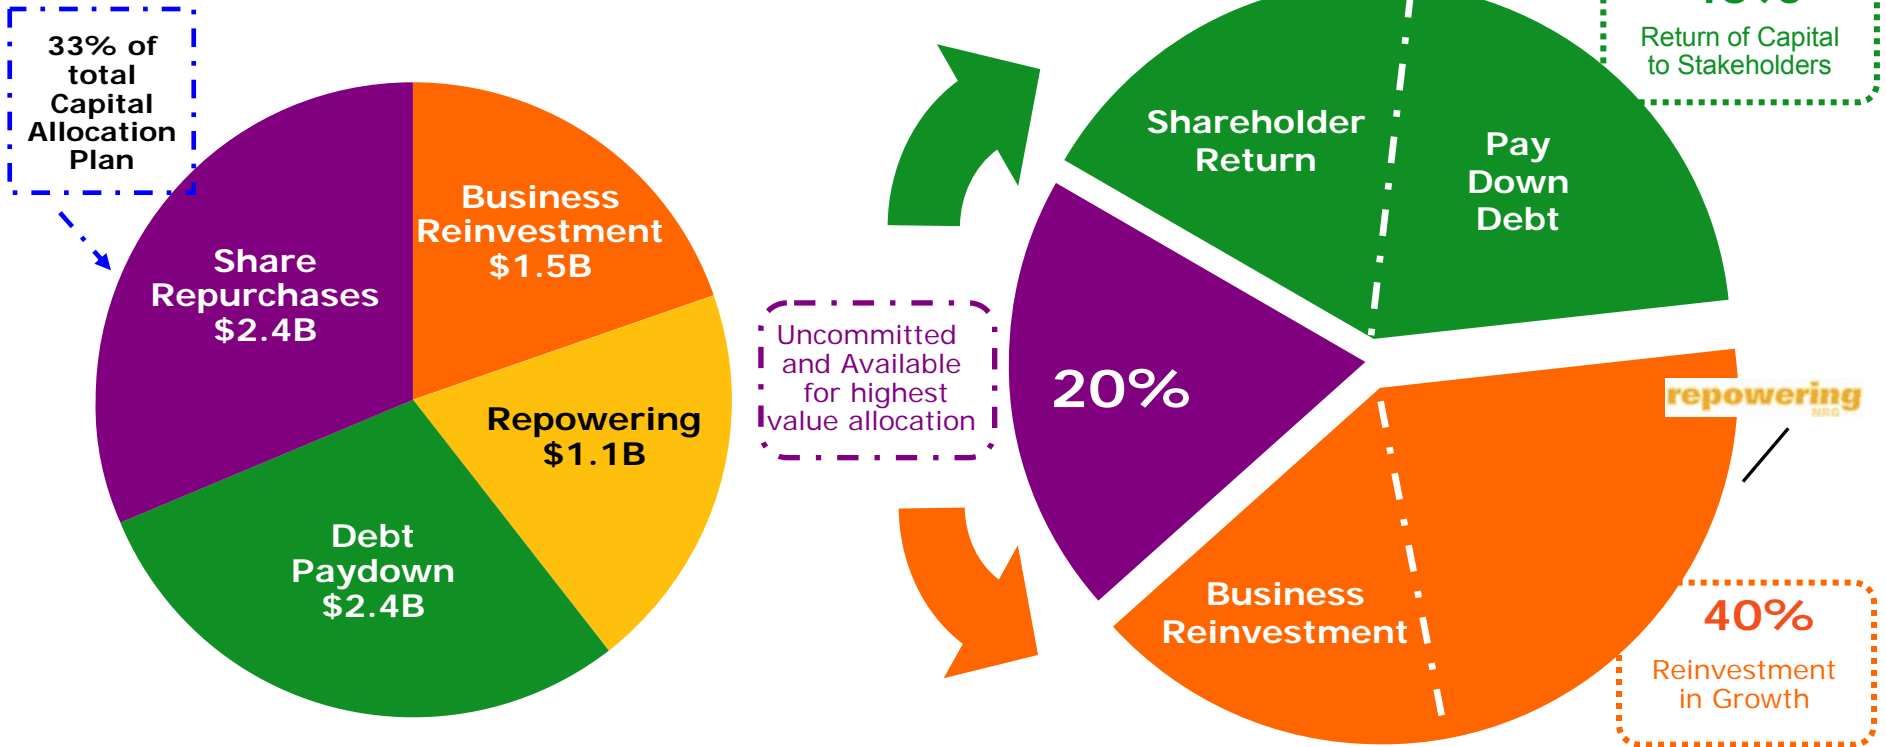 33% of
total
Capital
Allocation
Plan
Share
Repurchases
$2.4B
Business
Reinvestment
$1.5B
Repowering
$1.1B
Debt
Paydown
$2.4B
Uncommitted
and Available
for highest
value allocation
Shareholder
Return
Pay
Down
Debt
20%
Business
Reinvestment
Return of Capital
to Stakeholders
repowering
NRG
40%
Reinvestment
in Growth